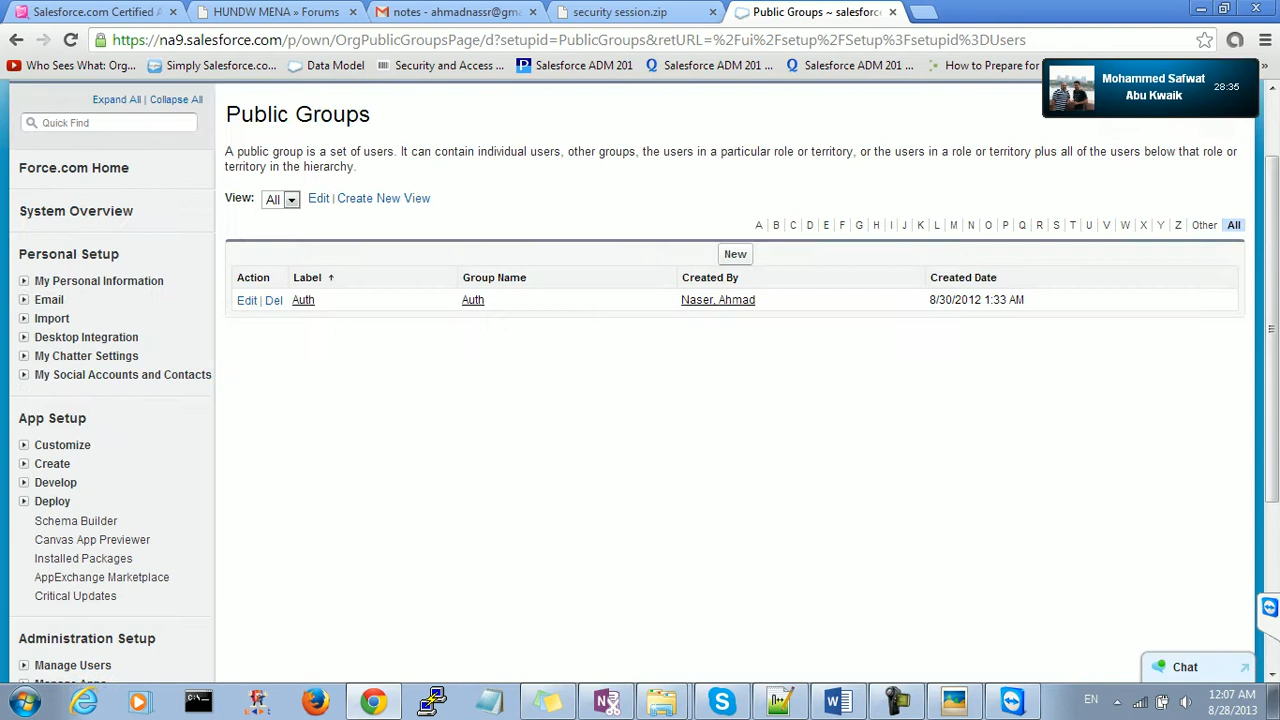 Salesforce.com Certified A
HUNDW MENA » Forums
notes - ahmadnassr@gma
security session.zip
Public Groups ~ salesforce
https://na9.salesforce.com/p/own/OrgPublicGroupsPage/d?setupid=PublicGroups&retURL=%2Fui%2Fsetup%2FSetup%3Fsetupid%3DUsers
Who Sees What: Org...
Simply Salesforce.co...
Data Model
Security and Access ...
Salesforce ADM 201
Salesforce ADM 201 ...
Salesforce ADM 201 ...
How to Prepare for
»
Mohammed Safwat
Abu Kwaik
28:35
Expand All | Collapse All
Quick Find
Force.com Home
System Overview
Personal Setup
My Personal Information
Email
Import
Desktop Integration
My Chatter Settings
My Social Accounts and Contacts
App Setup
Customize
Create
Develop
Deploy
Schema Builder
Canvas App Previewer
Installed Packages
AppExchange Marketplace
Critical Updates
Administration Setup
Manage Users
Public Groups
A public group is a set of users. It can contain individual users, other groups, the users in a particular role or territory, or the users in a role or territory plus all of the users below that role or
territory in the hierarchy.
View: All Edit | Create New View
A B C D E F G H I J K L M N O P Q R S T U V W X Y Z Other All
New
Action Label Group Name Created By Created Date
Edit | Del Auth Auth Naser, Ahmad 8/30/2012 1:33 AM
Chat
EN
12:07 AM
8/28/2013